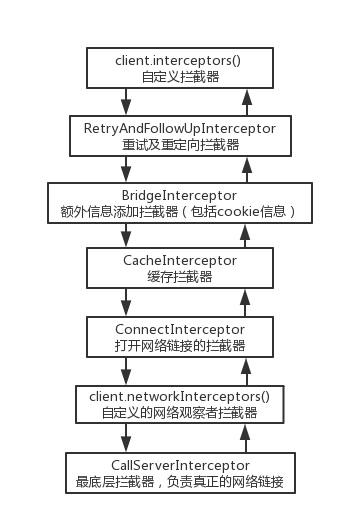 client.interceptors()
自定义拦截器
RetryAndFollowUpInterceptor
重试及重定向拦截器
BridgeInterceptor
额外信息添加拦截器（包括cookie信息）
CacheInterceptor
缓存拦截器
ConnectInterceptor
打开网络链接的拦截器
client.networkInterceptors()
自定义的网络观察者拦截器
CallServerInterceptor
最底层拦截器，负责真正的网络链接